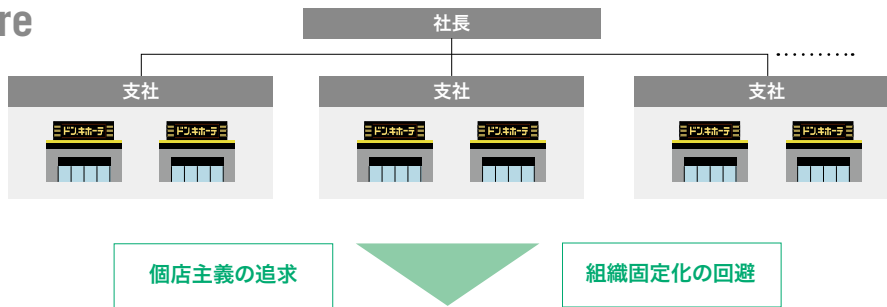 re
社長
支社
支社
支社
ドン.キホーテ
ドン.キホーテ
ドン.キホーテ
ドン.キホーテ
ドン.キホーテ
ドン.キホーテ
個店主義の追求
組織固定化の回避